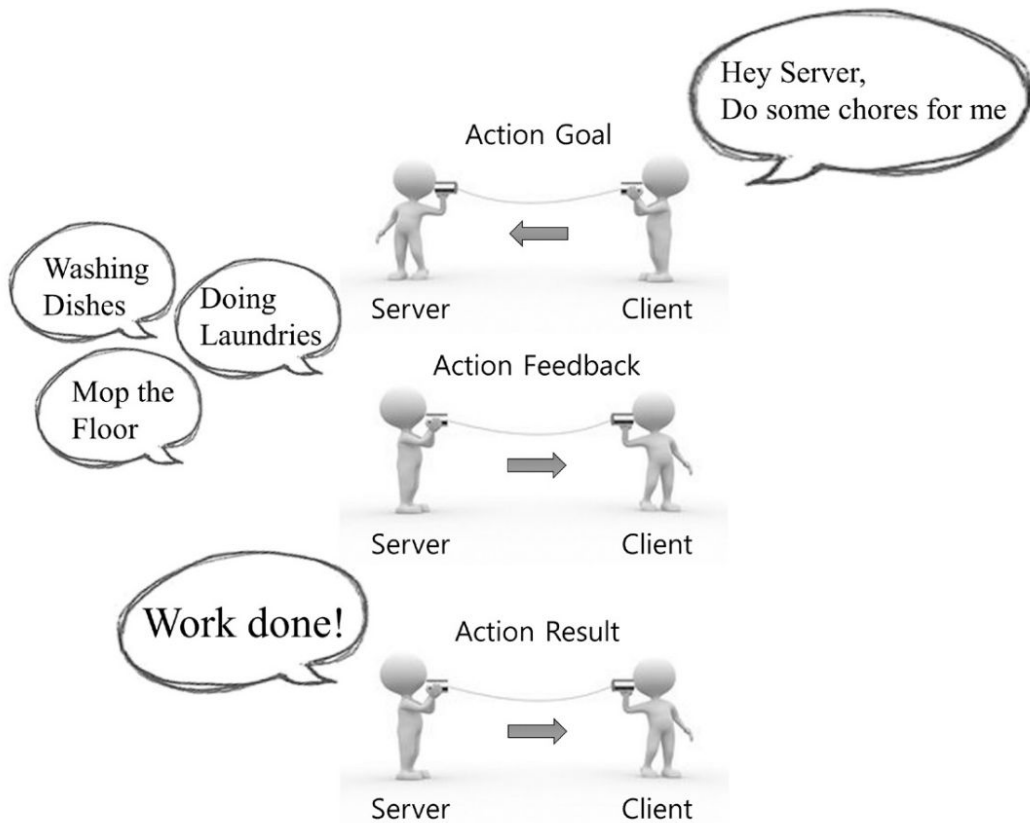 Hey Server,
Do some chores for me
Action Goal
Server Client
Washing
Dishes
Doing
Laundries
Mop the
Floor
Action Feedback
Server Client
Work done!
Action Result
Server Client